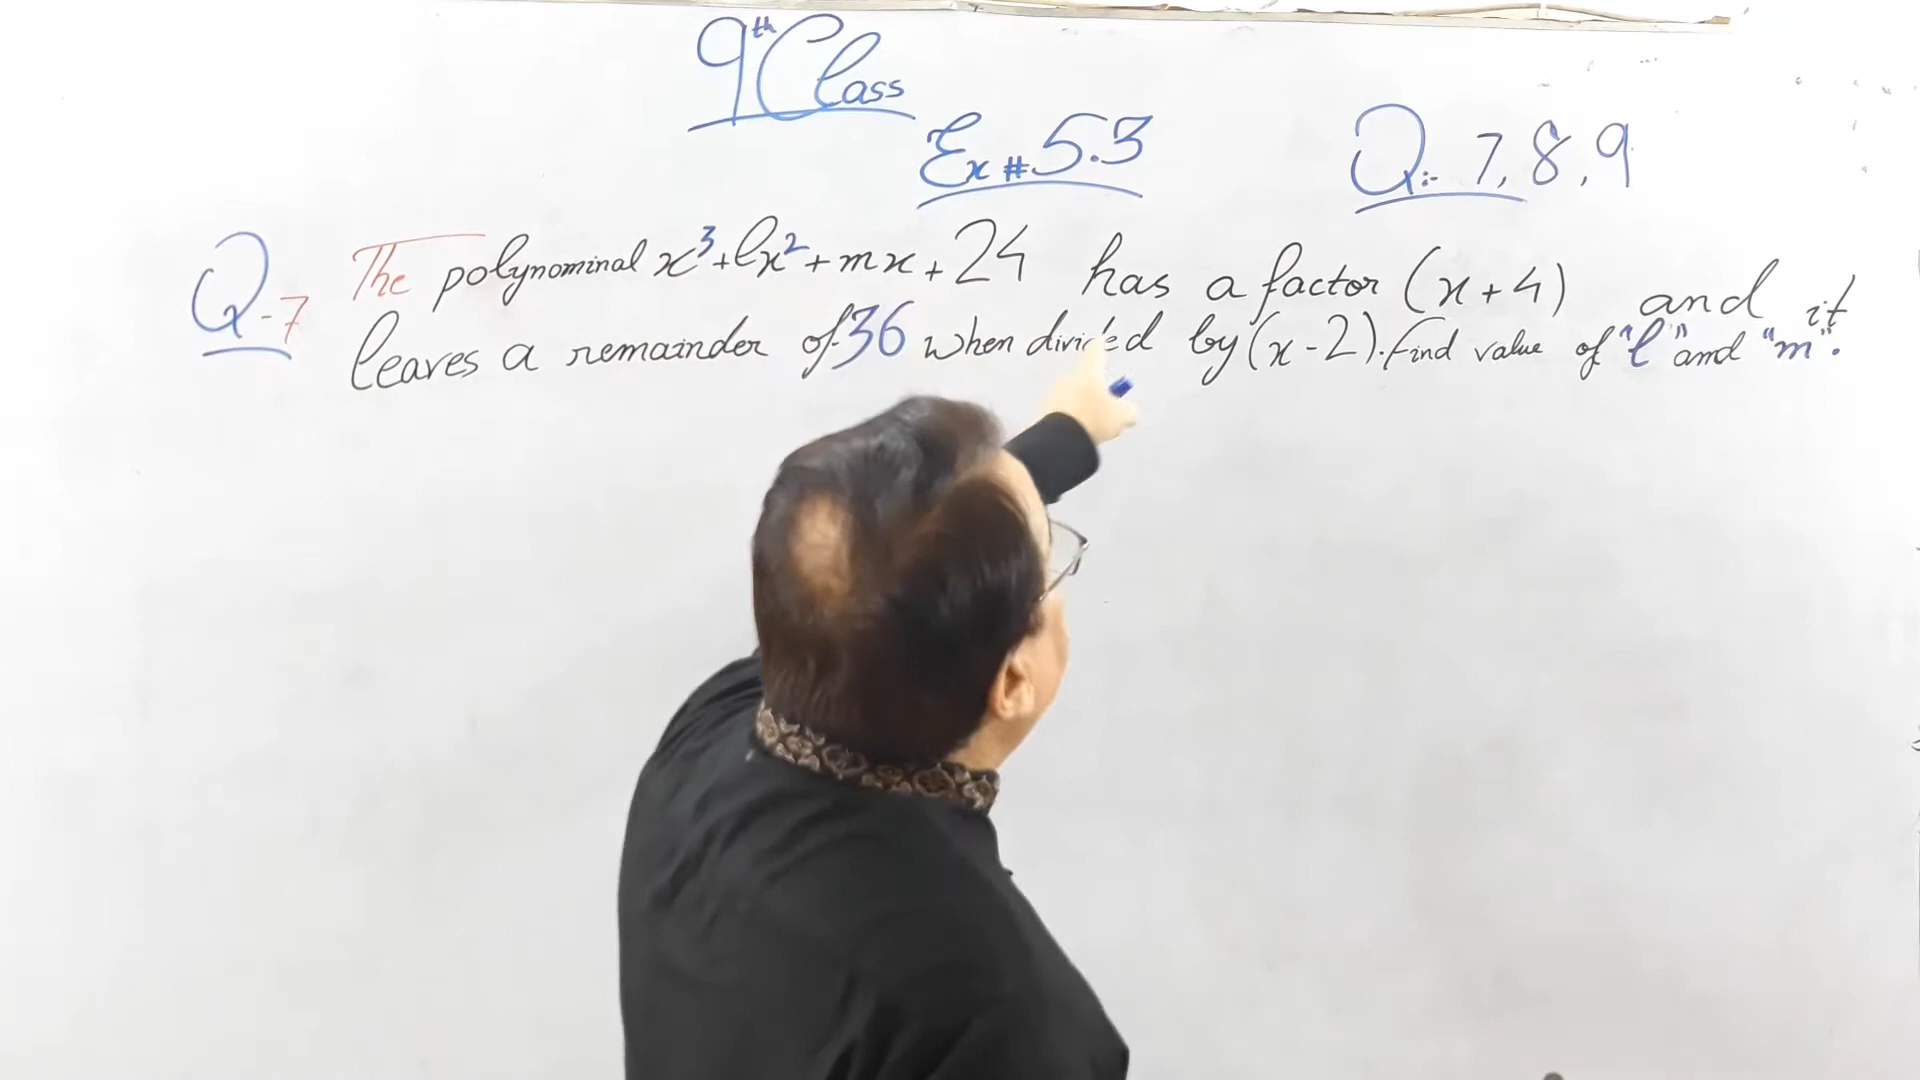 9th Class
Ex # 5.3
Q:- 7, 8, 9
Q-7 The polynominal x³+lx²+mx+24 has a factor (x+4) and it
leaves a remainder of 36 when divided by (x-2). Find value of "l" and "m".